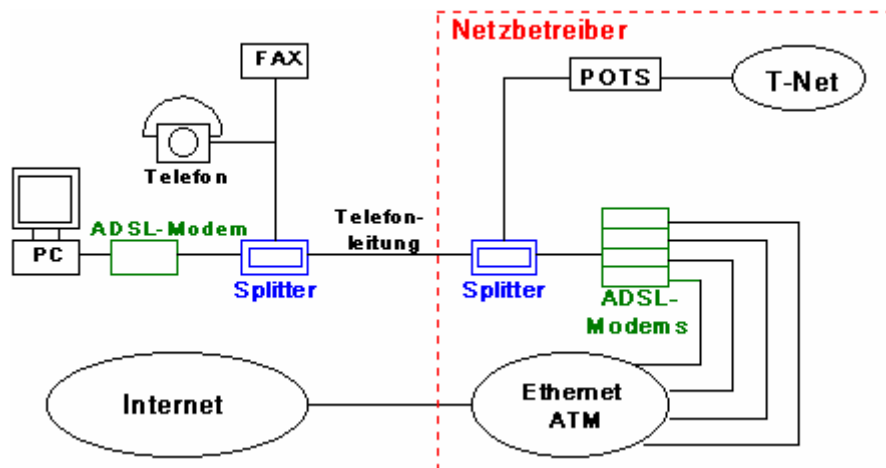 Netzbetreiber
FAX
POTS
T-Net
Telefon
Telefon-
leitung
ADSL-Modem
PC
Splitter
Splitter
ADSL-
Modems
Internet
Ethernet
ATM